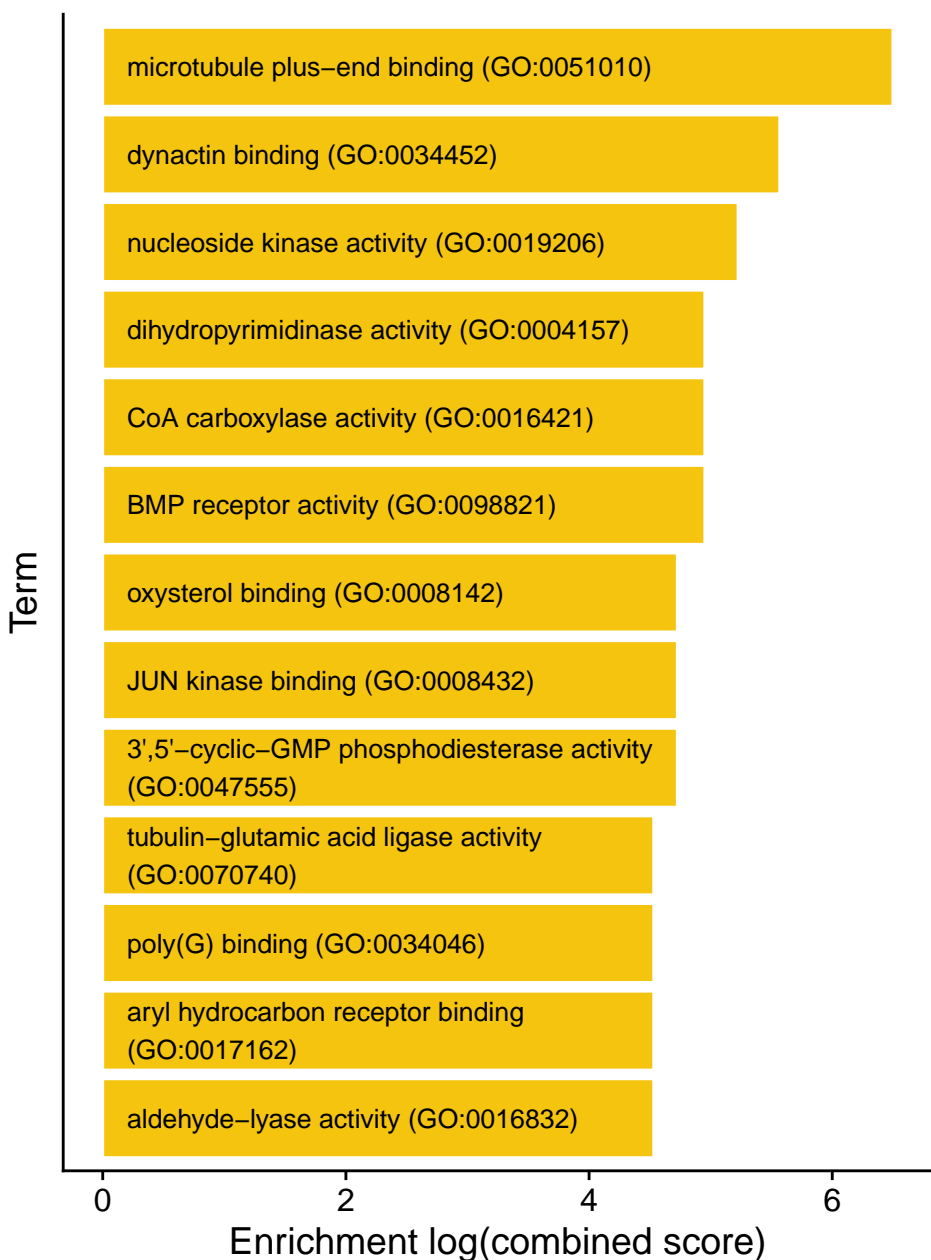 microtubule plus−end binding (GO:0051010)
dynactin binding (GO:0034452)
nucleoside kinase activity (GO:0019206)
dihydropyrimidinase activity (GO:0004157)
CoA carboxylase activity (GO:0016421)
BMP receptor activity (GO:0098821)
oxysterol binding (GO:0008142)
JUN kinase binding (GO:0008432)
3',5'−cyclic−GMP phosphodiesterase activity
(GO:0047555)
tubulin−glutamic acid ligase activity
(GO:0070740)
poly(G) binding (GO:0034046)
aryl hydrocarbon receptor binding
(GO:0017162)
aldehyde−lyase activity (GO:0016832)
Term
0 2 4 6
Enrichment log(combined score)